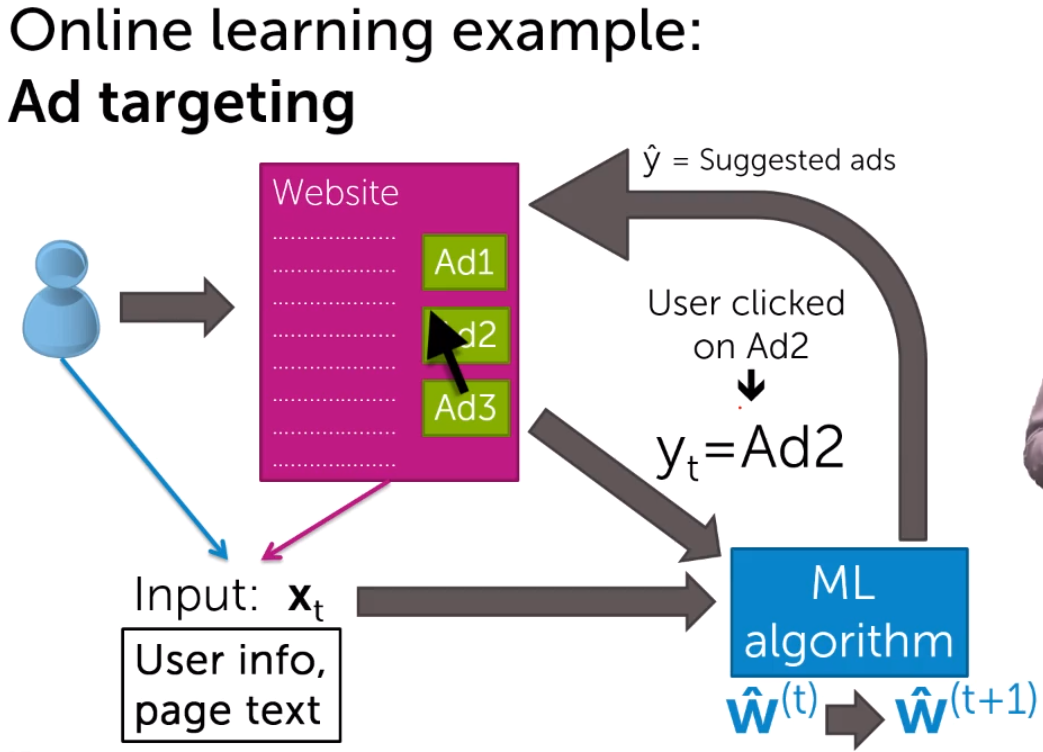 Online learning example:
Ad targeting
ŷ = Suggested ads
Website
Ad1
Ad2
Ad3
User clicked
on Ad2
yₜ=Ad2
Input: xₜ
User info,
page text
ML
algorithm
ŵ⁽ᵗ⁾ ŵ⁽ᵗ⁺¹⁾